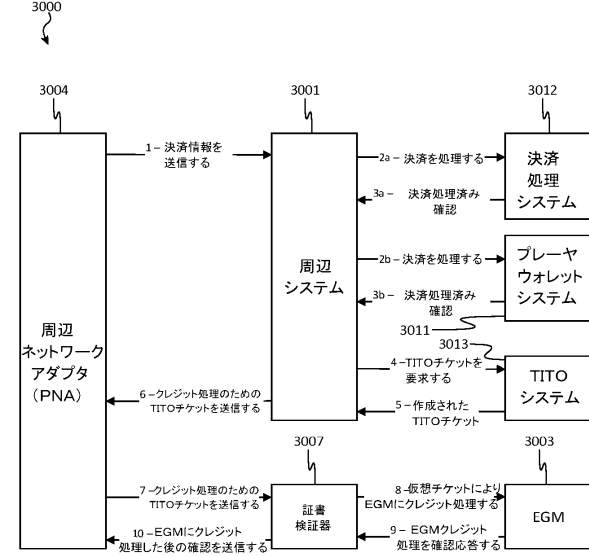 3000
3004
3001
3012
1－決済情報を
送信する
2a－決済を処理する
3a－ 決済処理済み
確認
決済
処理
システム
2b－決済を処理する
3b－ 決済処理済み
確認
プレーヤ
ウォレット
システム
周辺
システム
3011
3013
周辺
ネットワーク
アダプタ
（PNA）
4－TITOチケットを
要求する
5－作成された
TITOチケット
TITO
システム
6－クレジット処理のための
TITOチケットを送信する
3007
3003
7－クレジット処理のための
TITOチケットを送信する
8－仮想チケットにより
EGMにクレジット処理する
証書
検証器
EGM
10－EGMにクレジット
処理した後の確認を送信する
9－EGMクレジット
処理を確認応答する